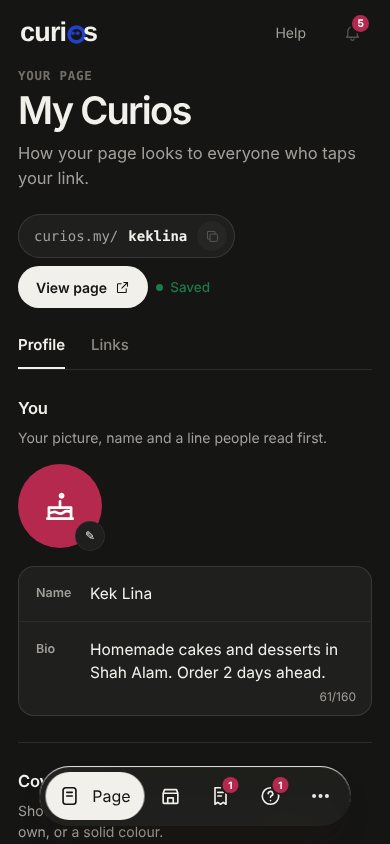 curios
Help
5
YOUR PAGE
My Curios
How your page looks to everyone who taps
your link.
curios.my/ keklina
View page
Saved
Profile
Links
You
Your picture, name and a line people read first.
Name
Kek Lina
Bio
Homemade cakes and desserts in
Shah Alam. Order 2 days ahead.
61/160
Page
1
1
own, or a solid colour.